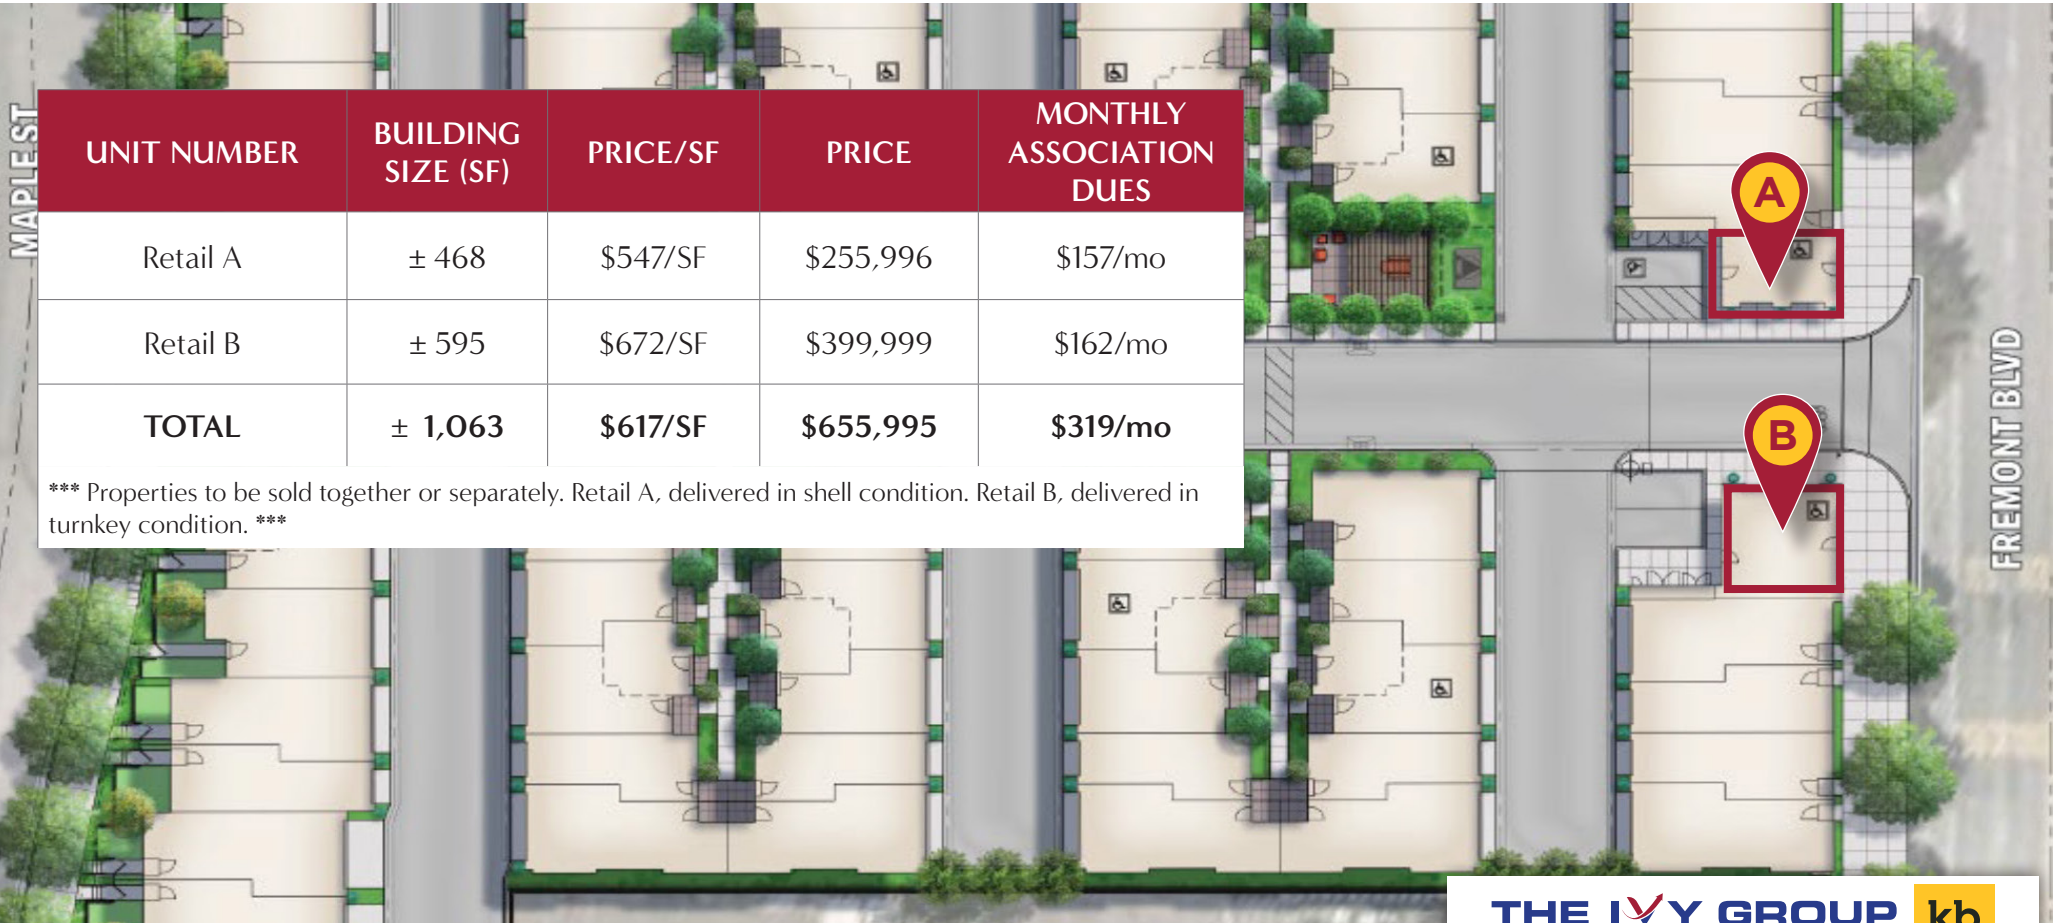 MAPLE ST
UNIT NUMBER
BUILDING
SIZE (SF)
PRICE/SF
PRICE
MONTHLY
ASSOCIATION
DUES
Retail A ± 468 $547/SF $255,996 $157/mo
Retail B ± 595 $672/SF $399,999 $162/mo
TOTAL ± 1,063 $617/SF $655,995 $319/mo
*** Properties to be sold together or separately. Retail A, delivered in shell condition. Retail B, delivered in
turnkey condition. ***
A
B
FREMONT BLVD
THE IVY GROUP
kb